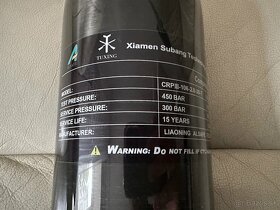 TUXING
Xiamen Subang
MODEL:
TEST PRESSURE: 450 BAR
SERVICE PRESSURE: 300 BAR
SERVICE LIFE: 15 YEARS
MANUFACTURER: LIAONING
WARNING: DO NOT FILL